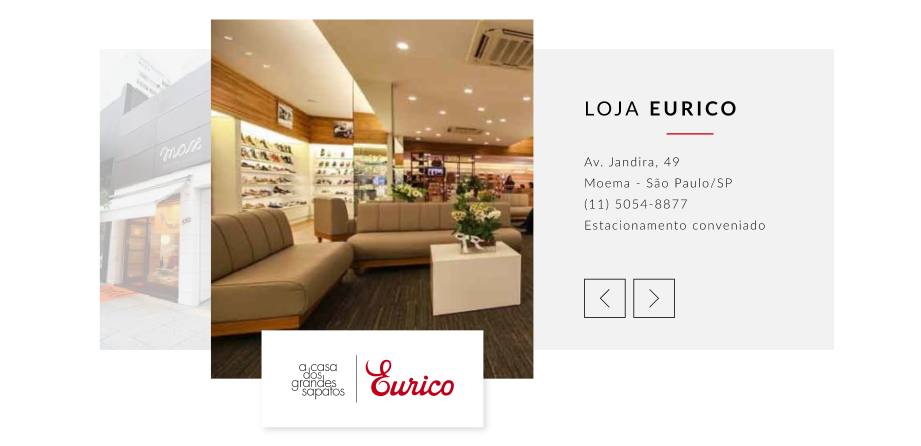 max
LOJA EURICO
Av. Jandira, 49
Moema - São Paulo/SP
(11) 5054-8877
Estacionamento conveniado
a casa
dos
grandes
sapatos
Eurico